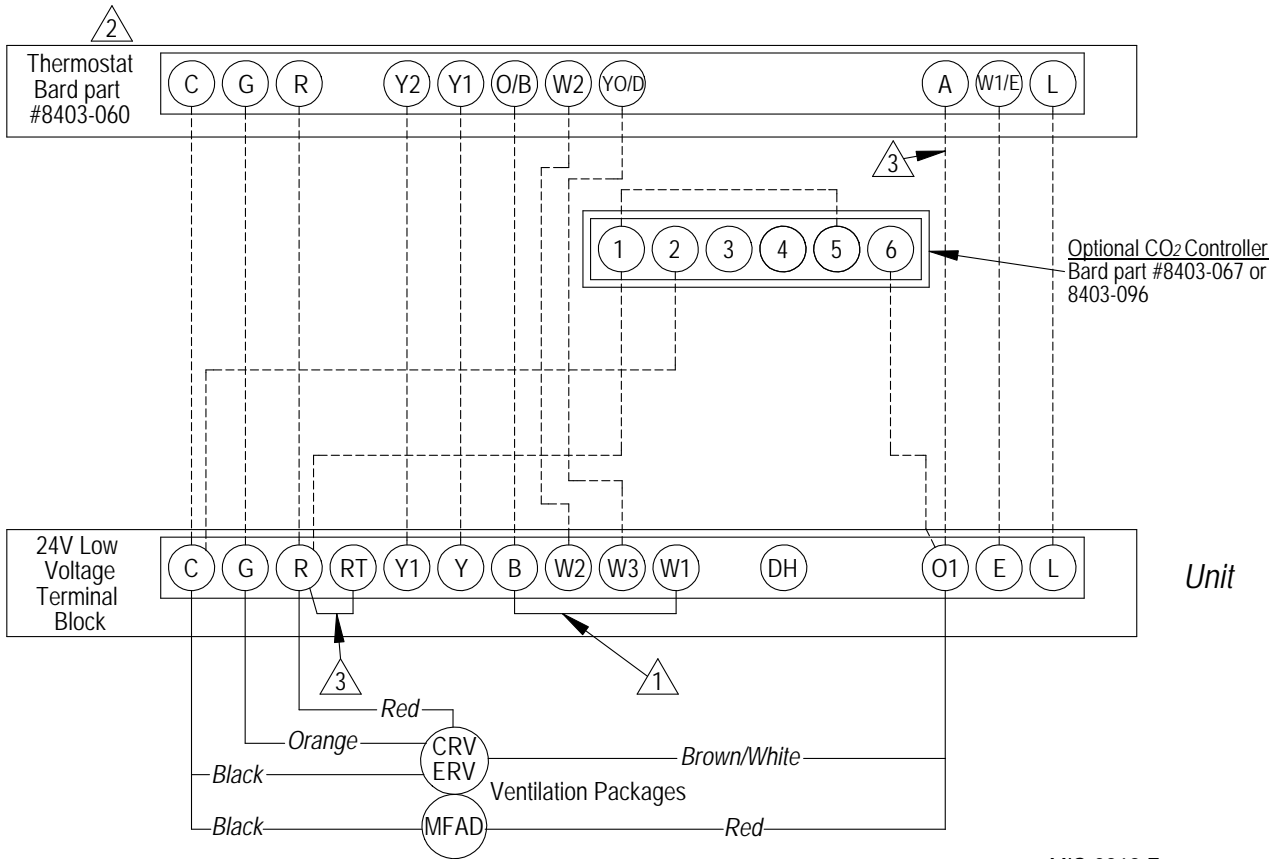 2
Thermostat
Bard part
#8403-060
C G R Y2 Y1 O/B W2 YO/D A W1/E L
3
1 2 3 4 5 6
Optional CO2 Controller
Bard part #8403-067 or
8403-096
24V Low
Voltage
Terminal
Block
C G R RT Y1 Y B W2 W3 W1 DH O1 E L
Unit
3
1
Red
Orange
CRV
ERV
Brown/White
Black
Ventilation Packages
Black
MFAD
Red